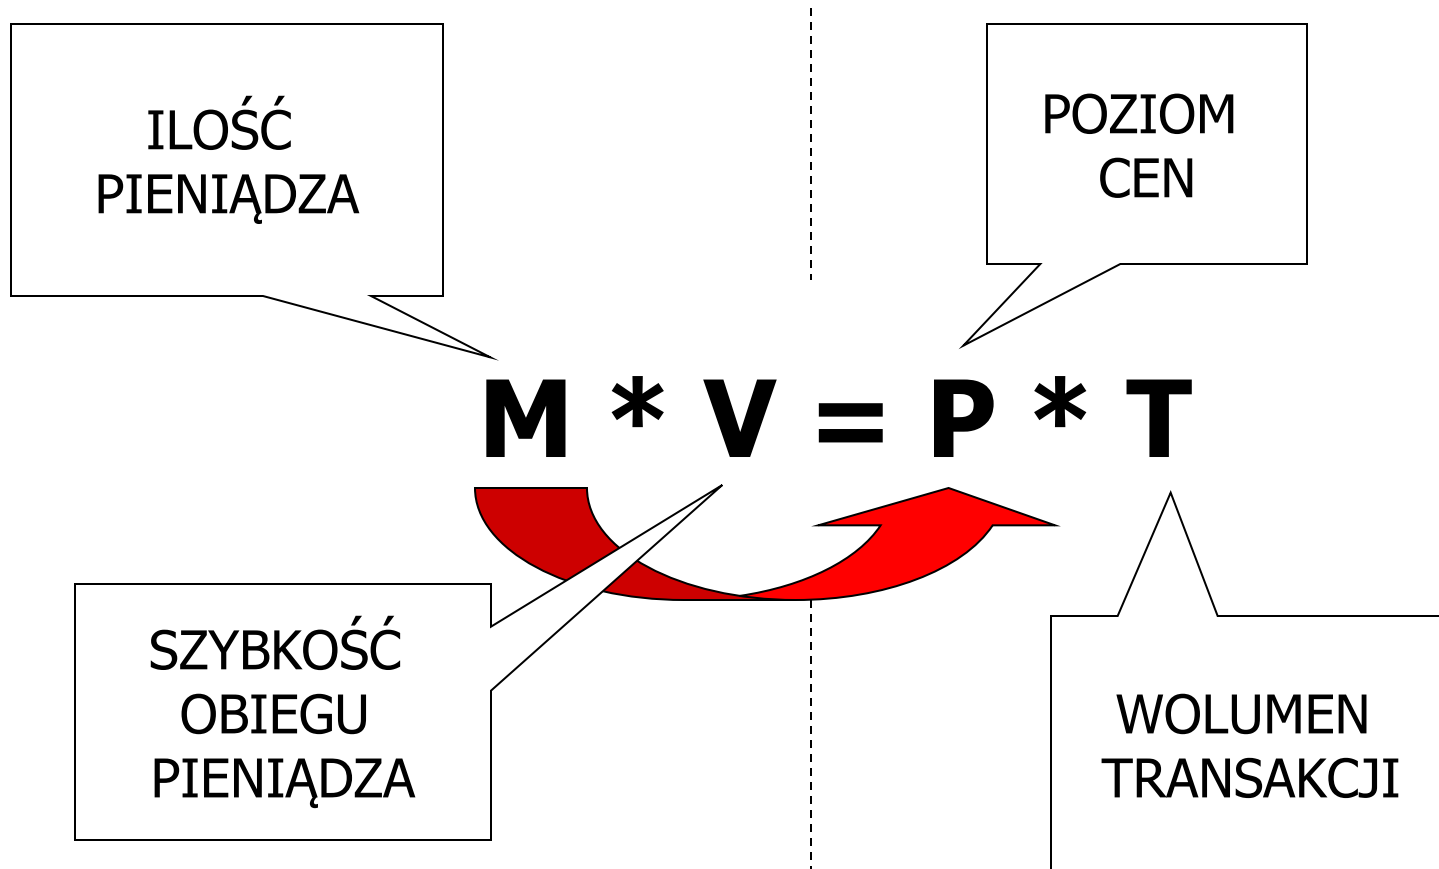 ILOŚĆ
PIENIĄDZA
POZIOM
CEN
M * V = P * T
SZYBKOŚĆ
OBIEGU
PIENIĄDZA
WOLUMEN
TRANSAKCJI